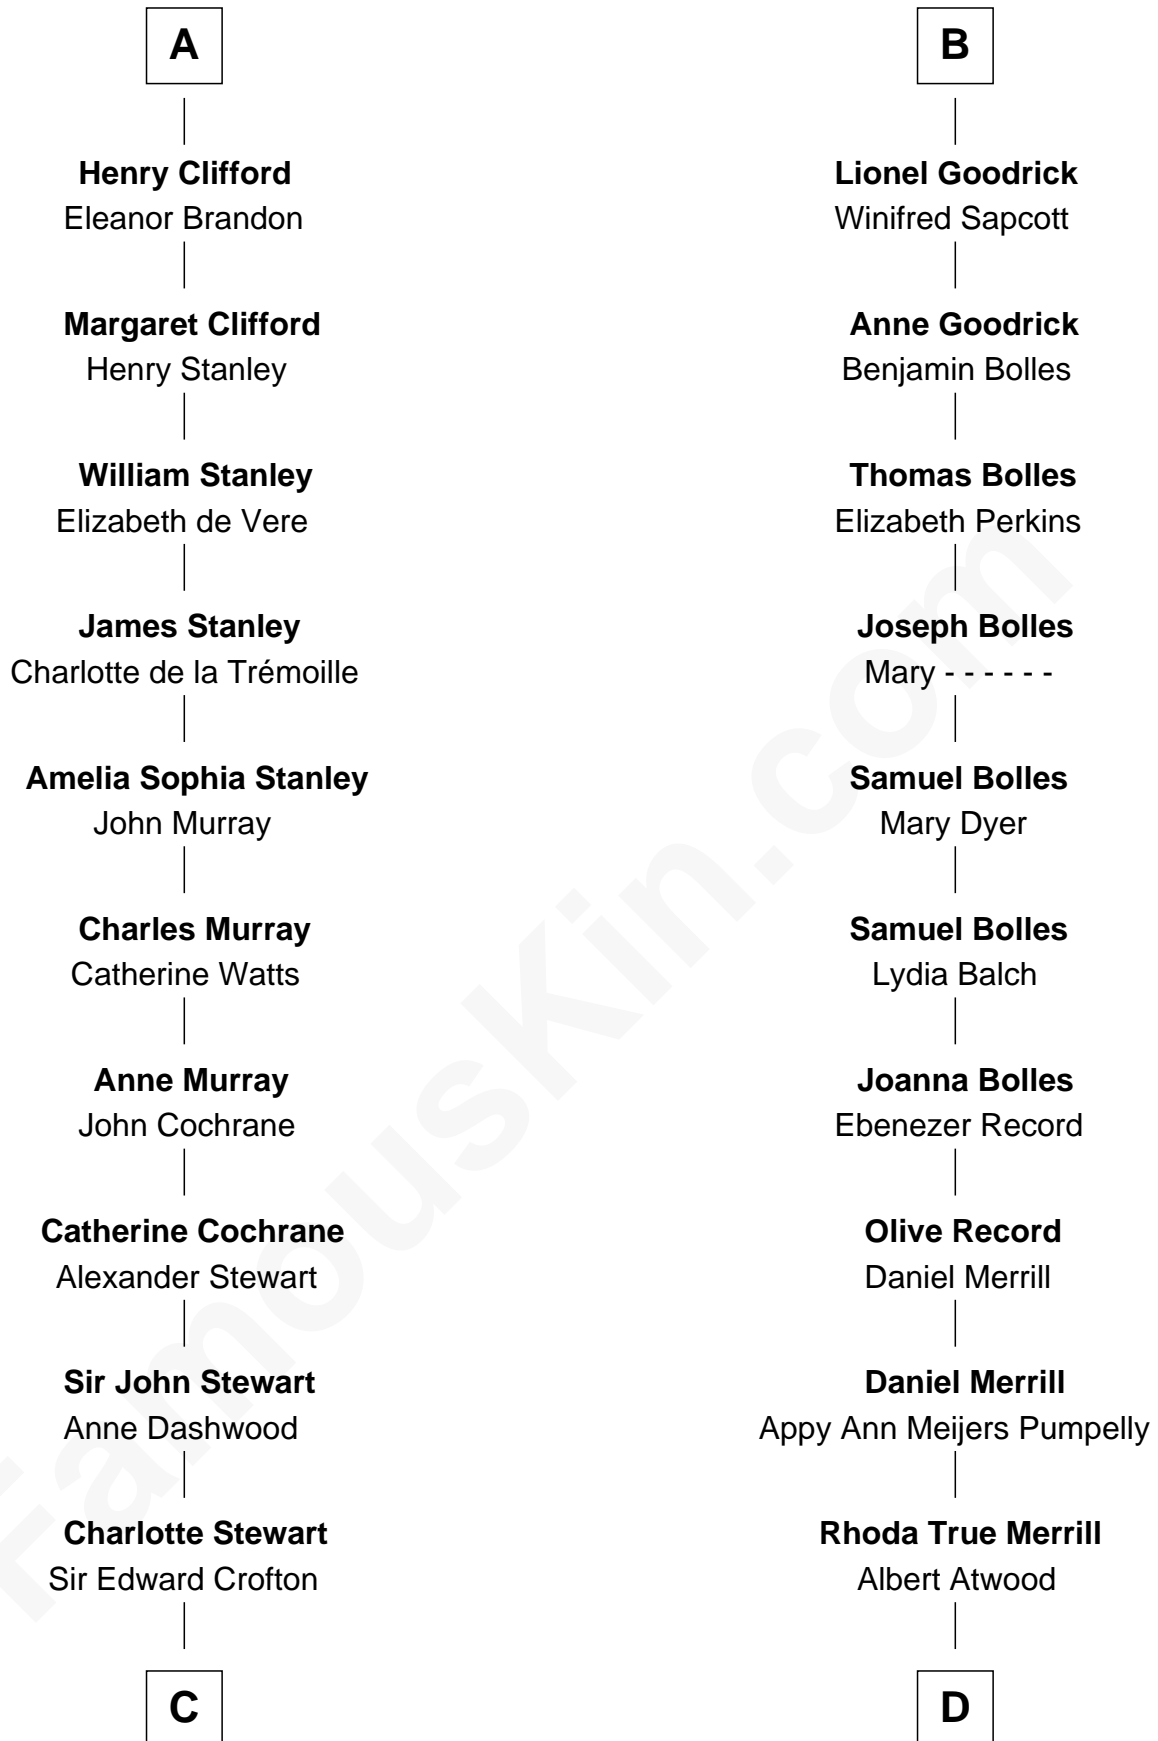 A
Henry Clifford
Eleanor Brandon
Margaret Clifford
Henry Stanley
William Stanley
Elizabeth de Vere
James Stanley
Charlotte de la Trémoille
Amelia Sophia Stanley
John Murray
Charles Murray
Catherine Watts
Anne Murray
John Cochrane
Catherine Cochrane
Alexander Stewart
Sir John Stewart
Anne Dashwood
Charlotte Stewart
Sir Edward Crofton
C
B
Lionel Goodrick
Winifred Sapcott
Anne Goodrick
Benjamin Bolles
Thomas Bolles
Elizabeth Perkins
Joseph Bolles
Mary - - - - - -
Samuel Bolles
Mary Dyer
Samuel Bolles
Lydia Balch
Joanna Bolles
Ebenezer Record
Olive Record
Daniel Merrill
Daniel Merrill
Appy Ann Meijers Pumpelly
Rhoda True Merrill
Albert Atwood
D
FamousKin.com